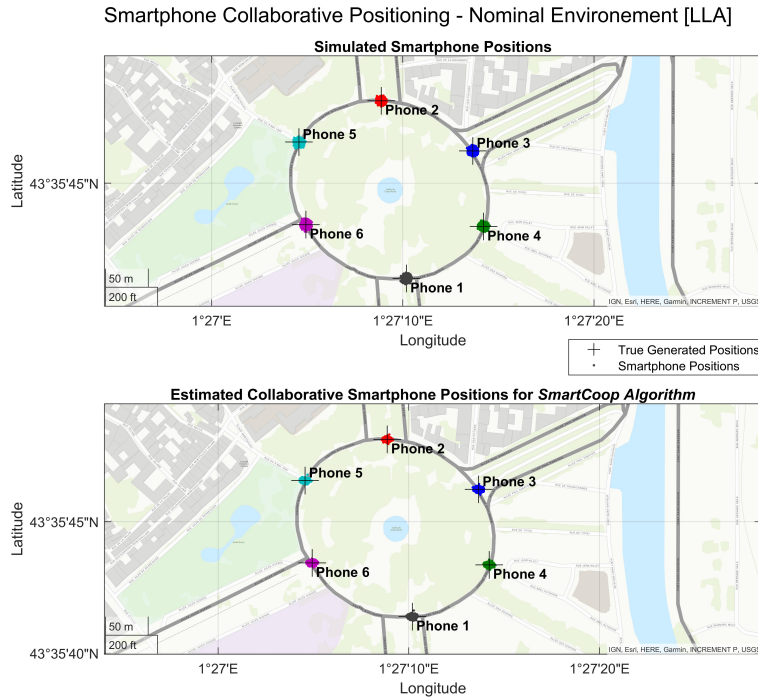 Smartphone Collaborative Positioning - Nominal Environement [LLA]
Simulated Smartphone Positions
Phone 2
Phone 5
Phone 3
Phone 6
Phone 4
Phone 1
Latitude
43°35'45"N
50 m
200 ft
IGN, Esri, HERE, Garmin, INCREMENT P, USGS
1°27'E
1°27'10"E
1°27'20"E
Longitude
True Generated Positions
Smartphone Positions
Estimated Collaborative Smartphone Positions for SmartCoop Algorithm
Phone 2
Phone 5
Phone 3
Phone 6
Phone 4
Phone 1
Latitude
43°35'45"N
43°35'40"N
50 m
200 ft
IGN, Esri, HERE, Garmin, INCREMENT P, USGS
1°27'E
1°27'10"E
1°27'20"E
Longitude